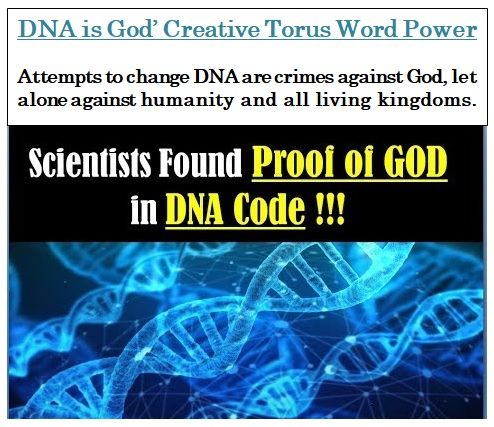 DNA is God' Creative Torus Word Power
Attempts to change DNA are crimes against God, let
alone against humanity and all living kingdoms.
Scientists Found Proof of GOD
in DNA Code !!!